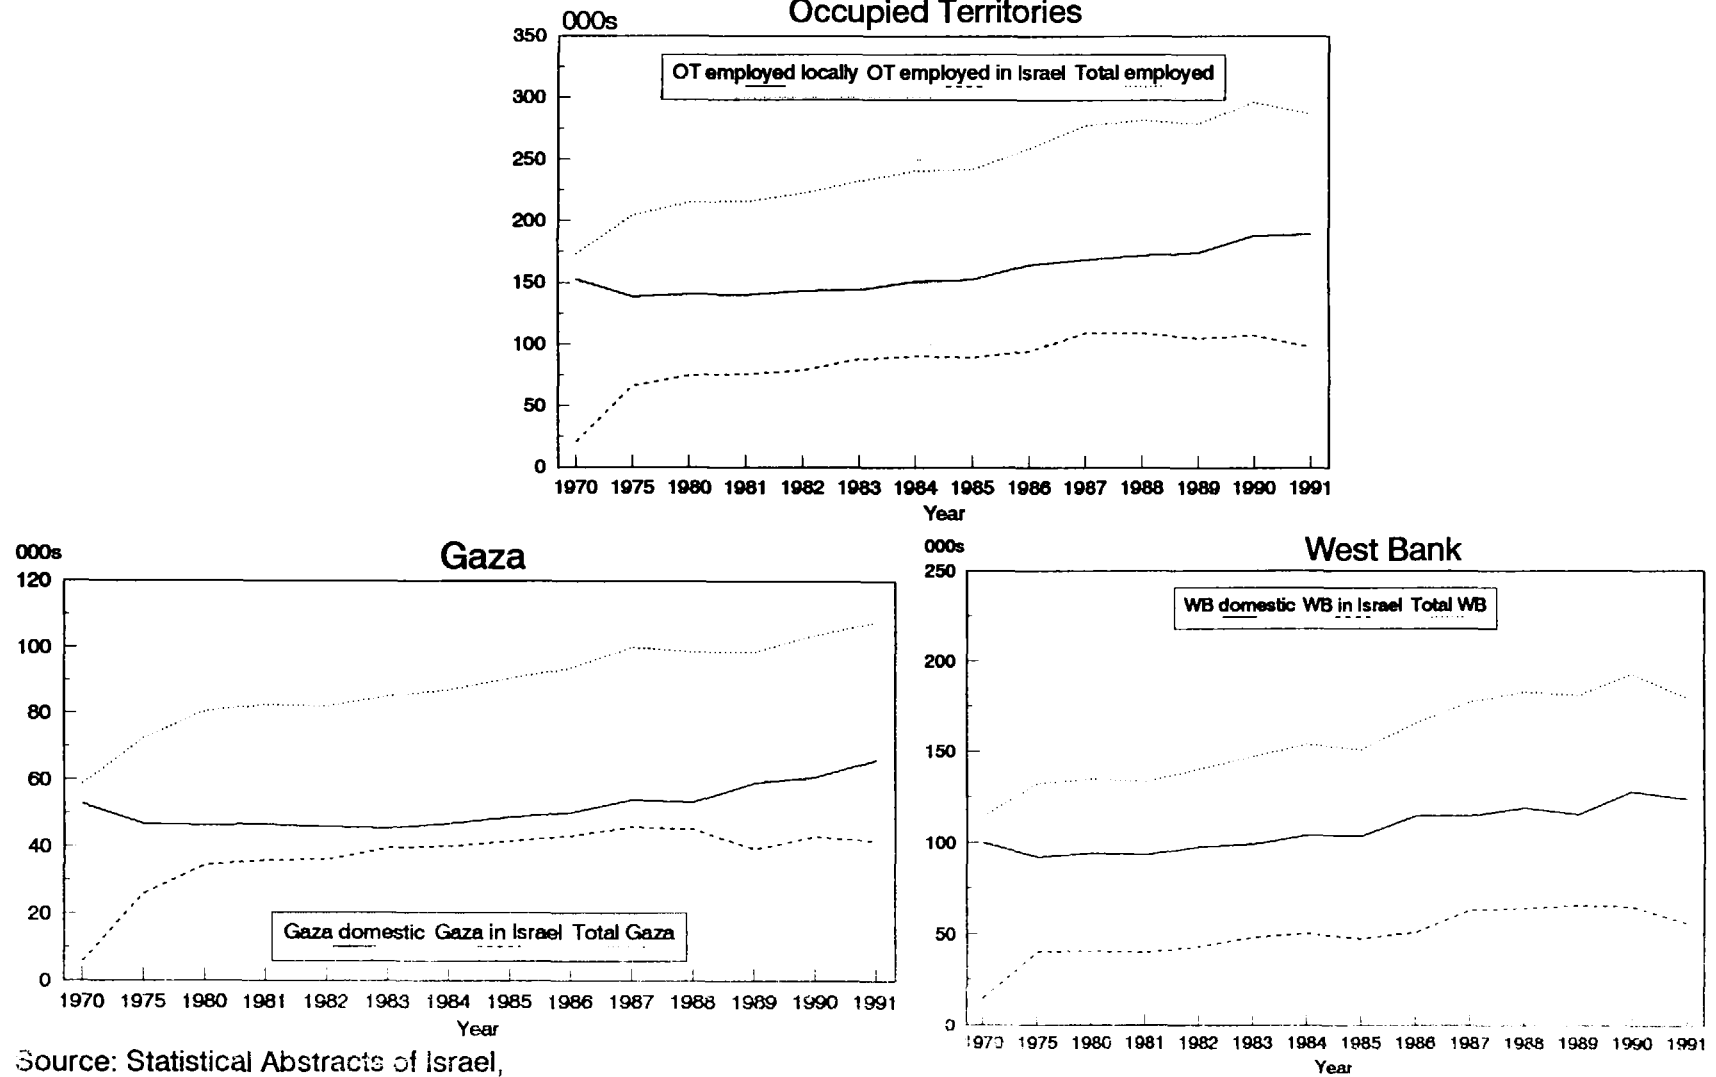 Occupied Territories
000s
350
300
250
200
150
100
50
0
OT employed locally OT employed in Israel Total employed
1970 1975 1980 1981 1982 1983 1984 1985 1986 1987 1988 1989 1990 1991
Year
Gaza
000s
120
100
80
60
40
20
0
Gaza domestic Gaza in Israel Total Gaza
1970 1975 1980 1981 1982 1983 1984 1985 1986 1987 1988 1989 1990 1991
Year
West Bank
000s
250
200
150
100
50
0
WB domestic WB in Israel Total WB
1970 1975 1980 1981 1982 1983 1984 1985 1986 1987 1988 1989 1990 1991
Year
Source: Statistical Abstracts of Israel,